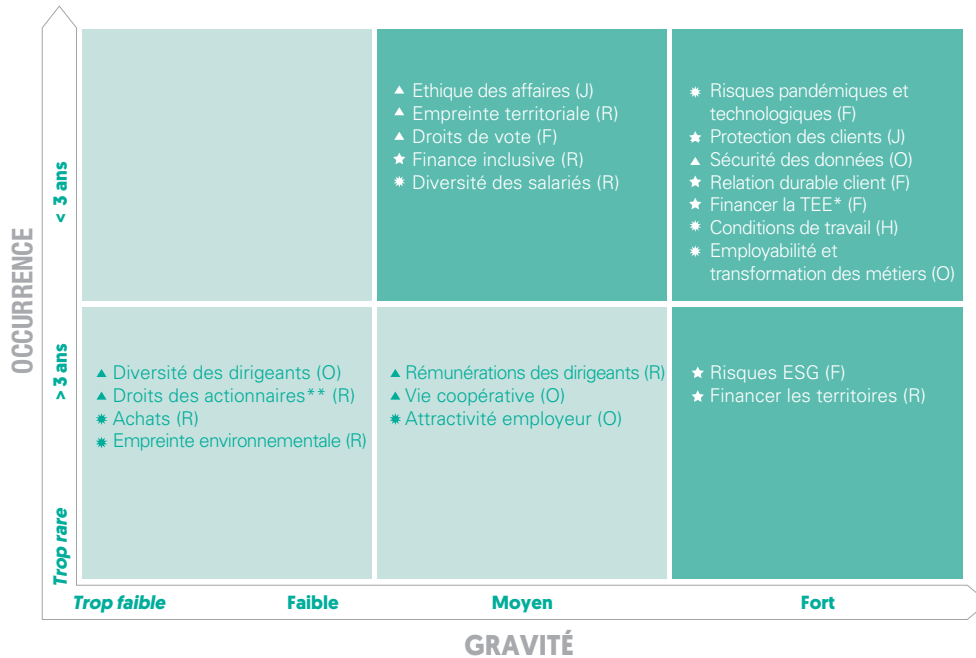 OCCURRENCE
< 3 ans
> 3 ans
Trop rare
▲ Ethique des affaires (J)
▲ Empreinte territoriale (R)
▲ Droits de vote (F)
★ Finance inclusive (R)
✹ Diversité des salariés (R)
✹ Risques pandémiques et
technologiques (F)
★ Protection des clients (J)
▲ Sécurité des données (O)
★ Relation durable client (F)
★ Financer la TEE* (F)
✹ Conditions de travail (H)
✹ Employabilité et
transformation des métiers (O)
▲ Diversité des dirigeants (O)
▲ Droits des actionnaires** (R)
✹ Achats (R)
✹ Empreinte environnementale (R)
▲ Rémunérations des dirigeants (R)
▲ Vie coopérative (O)
✹ Attractivité employeur (O)
★ Risques ESG (F)
★ Financer les territoires (R)
Trop faible
Faible
Moyen
Fort
GRAVITÉ